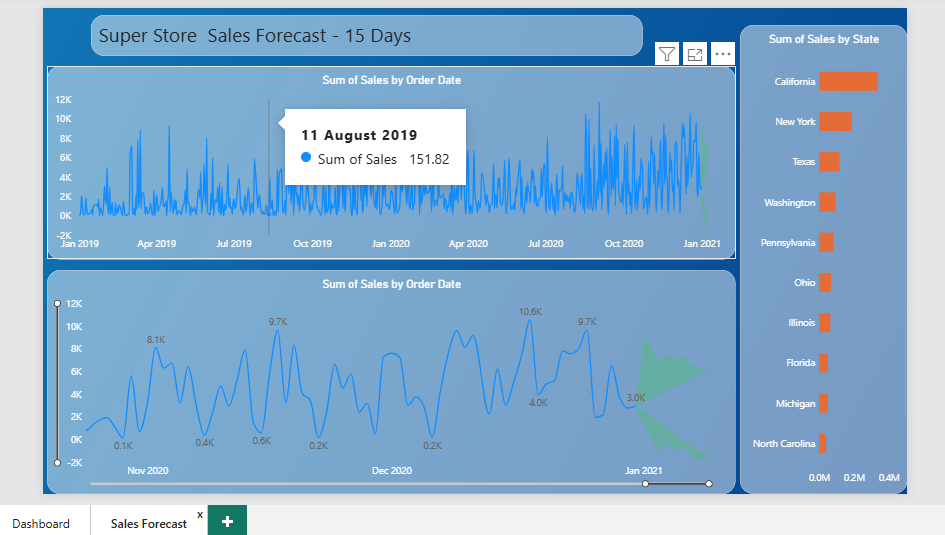 Super Store  Sales Forecast - 15 Days
Sum of Sales by Order Date
12K
10K
8K
6K
4K
2K
0K
-2K
Jan 2019 Apr 2019 Jul 2019 Oct 2019 Jan 2020 Apr 2020 Jul 2020 Oct 2020 Jan 2021
11 August 2019
Sum of Sales 151.82
Sum of Sales by Order Date
12K
10K
8K
6K
4K
2K
0K
-2K
8.1K
9.7K
10.6K
9.7K
0.1K
0.4K
0.6K
0.2K
0.2K
4.0K
3.0K
Nov 2020 Dec 2020 Jan 2021
Sum of Sales by State
California
New York
Texas
Washington
Pennsylvania
Ohio
Illinois
Florida
Michigan
North Carolina
0.0M 0.2M 0.4M
Dashboard Sales Forecast x +